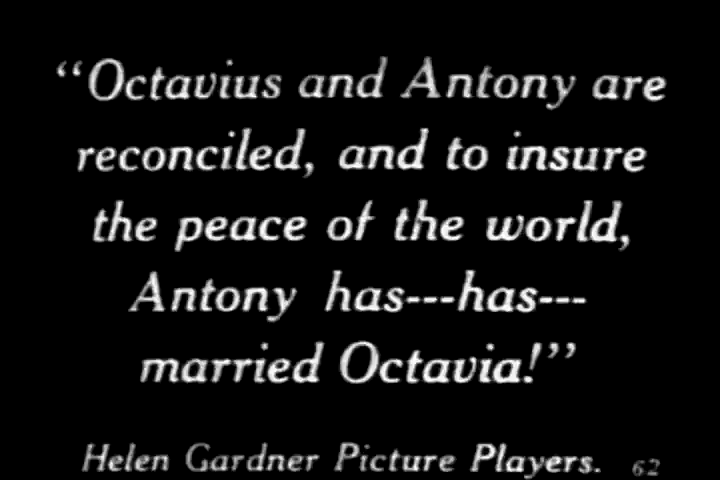 “Octavius and Antony are
reconciled, and to insure
the peace of the world,
Antony has---has---
married Octavia!”
Helen Gardner Picture Players. 62